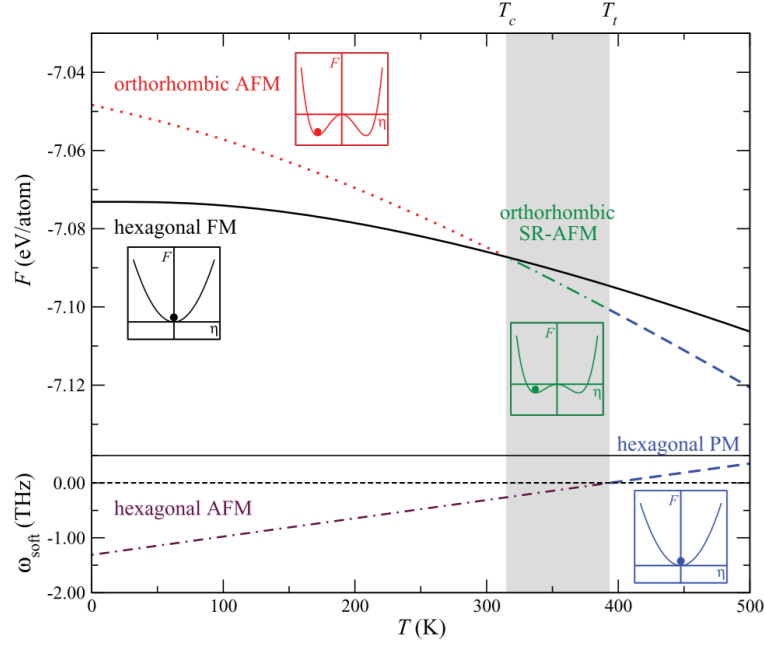 T_c T_t
-7.04
F
orthorhombic AFM
η
-7.06
F (eV/atom)
-7.08
hexagonal FM
orthorhombic
SR-AFM
F
η
-7.10
F
η
-7.12
hexagonal PM
0.00
ω_soft (THz)
hexagonal AFM
F
η
-1.00
-2.00
0 100 200 300 400 500
T (K)